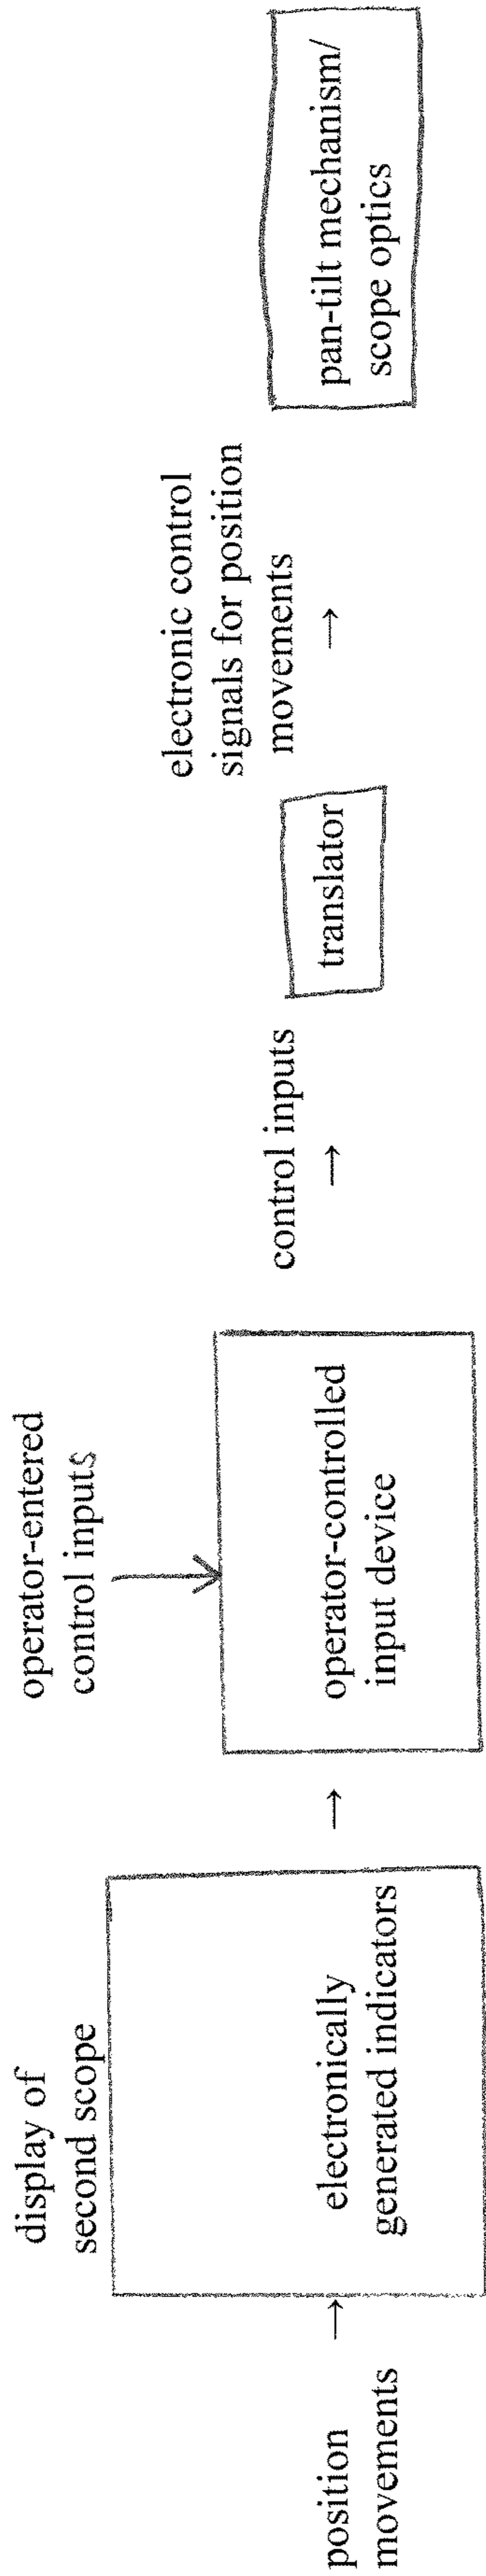 position
movements
→
display of
second scope
electronically
generated indicators
→
operator-entered
control inputs
operator-controlled
input device
control inputs
→
translator
electronic control
signals for position
movements
→
pan-tilt mechanism/
scope optics